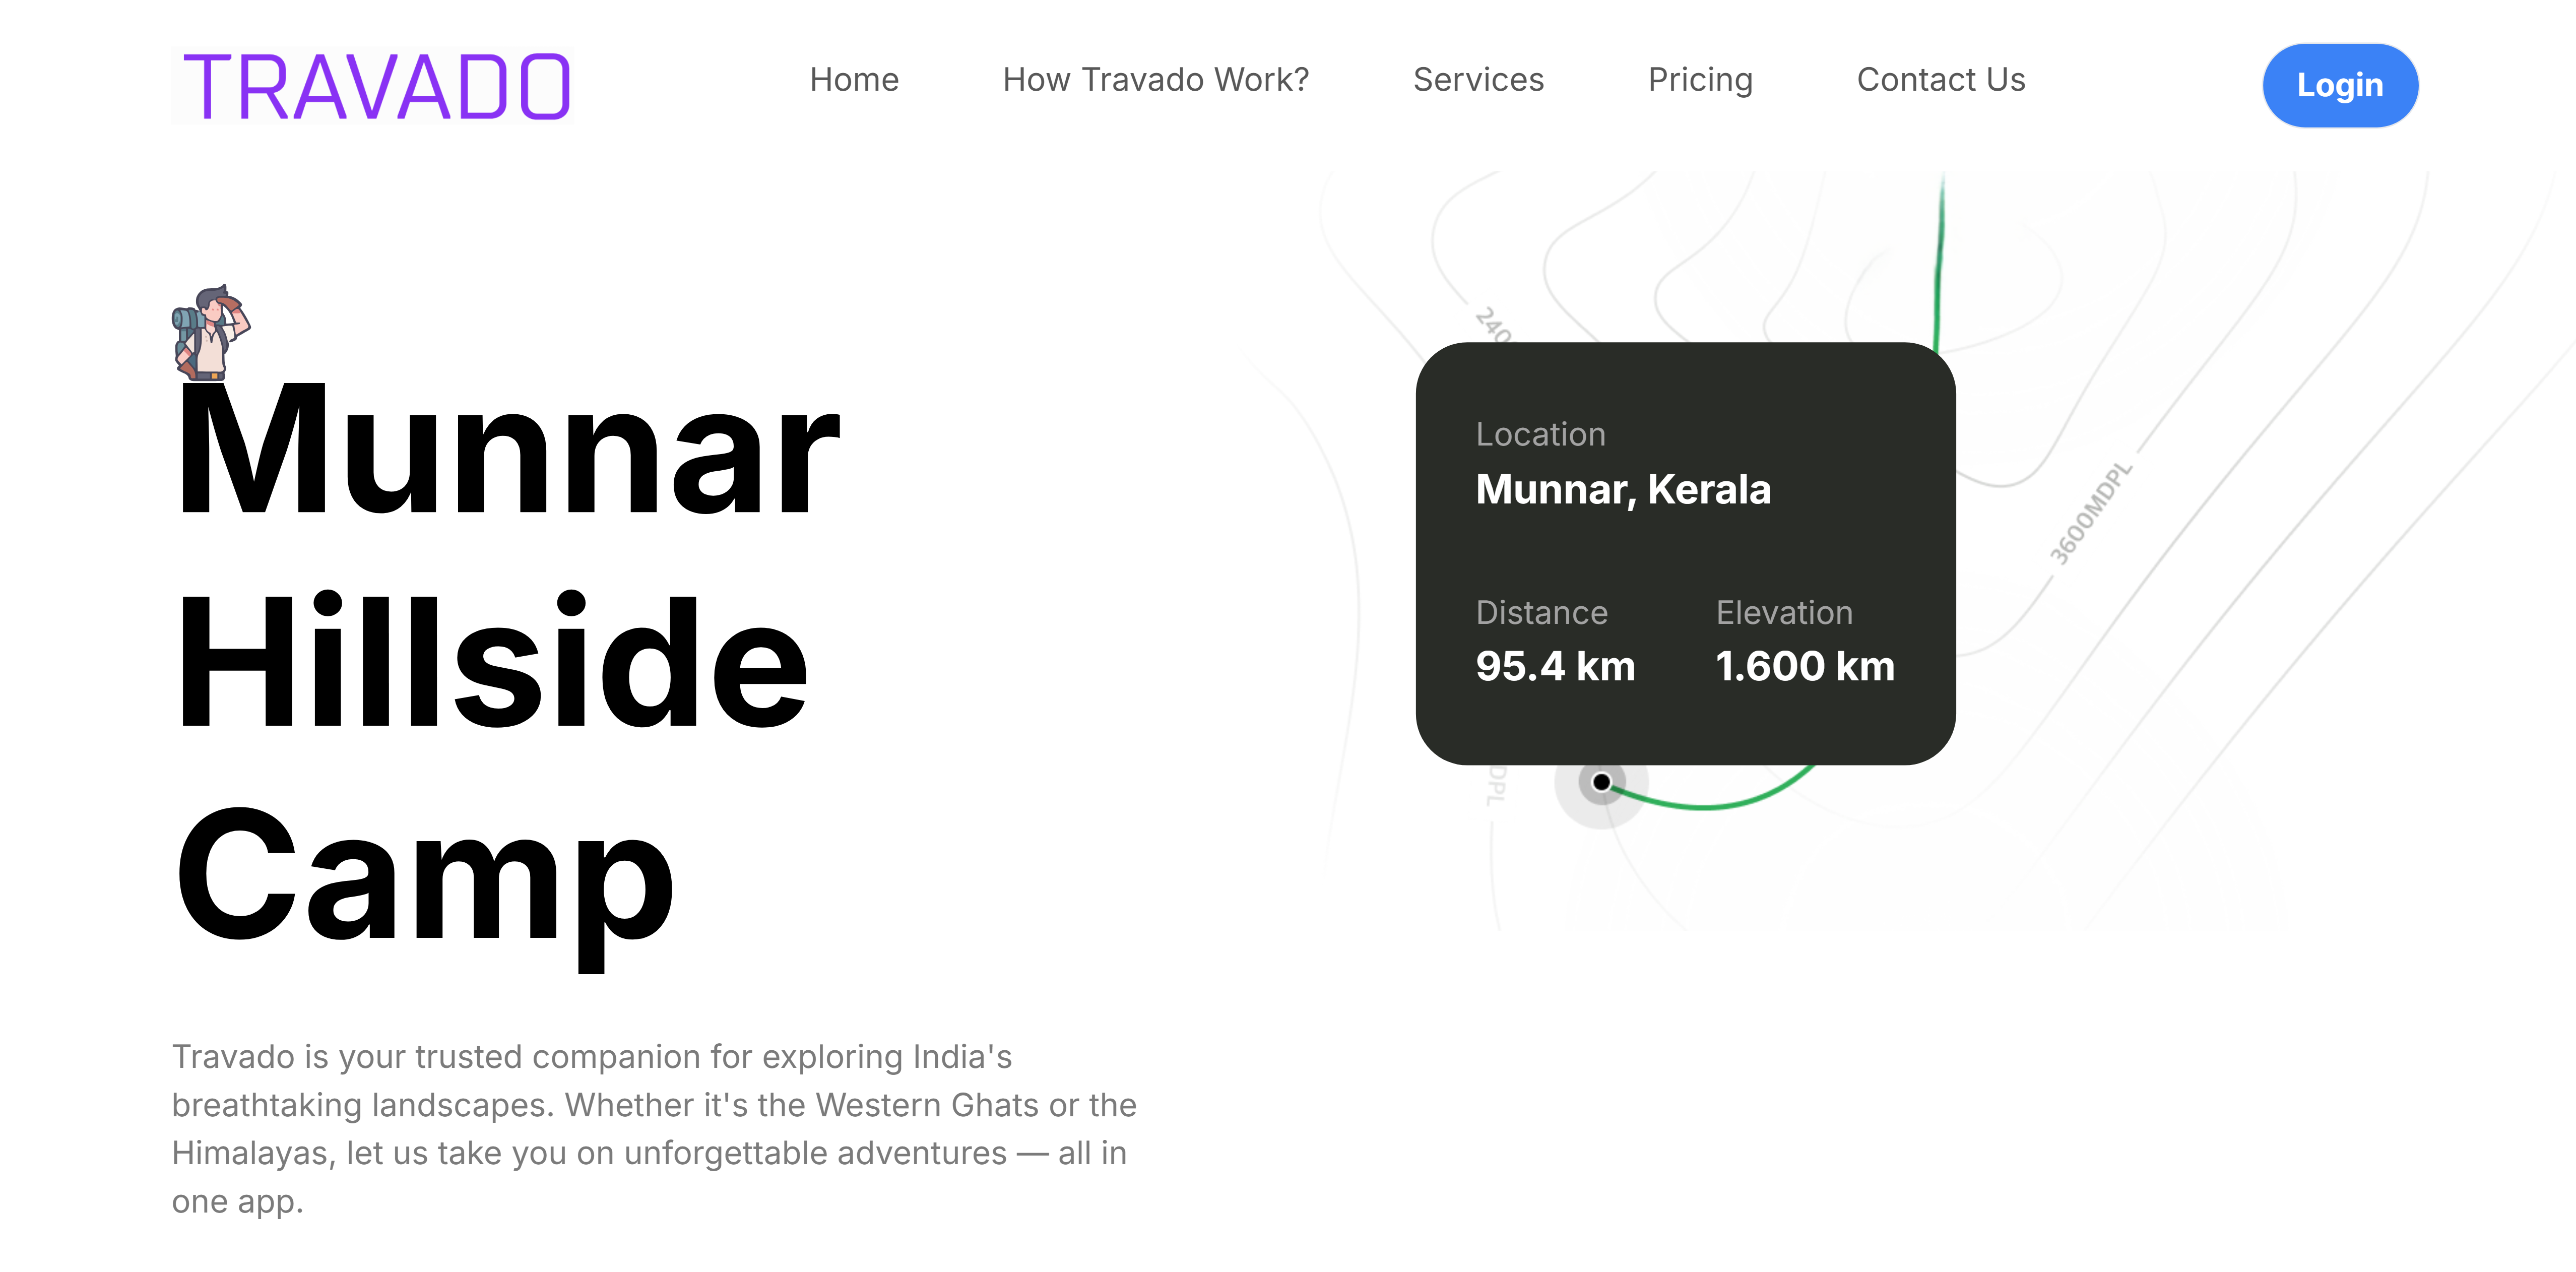 TRAVADO
Home
How Travado Work?
Services
Pricing
Contact Us
Login
Munnar
Hillside
Camp
Travado is your trusted companion for exploring India's
breathtaking landscapes. Whether it's the Western Ghats or the
Himalayas, let us take you on unforgettable adventures — all in
one app.
240
Location
Munnar, Kerala
Distance
95.4 km
Elevation
1.600 km
3600MDPL
DPL